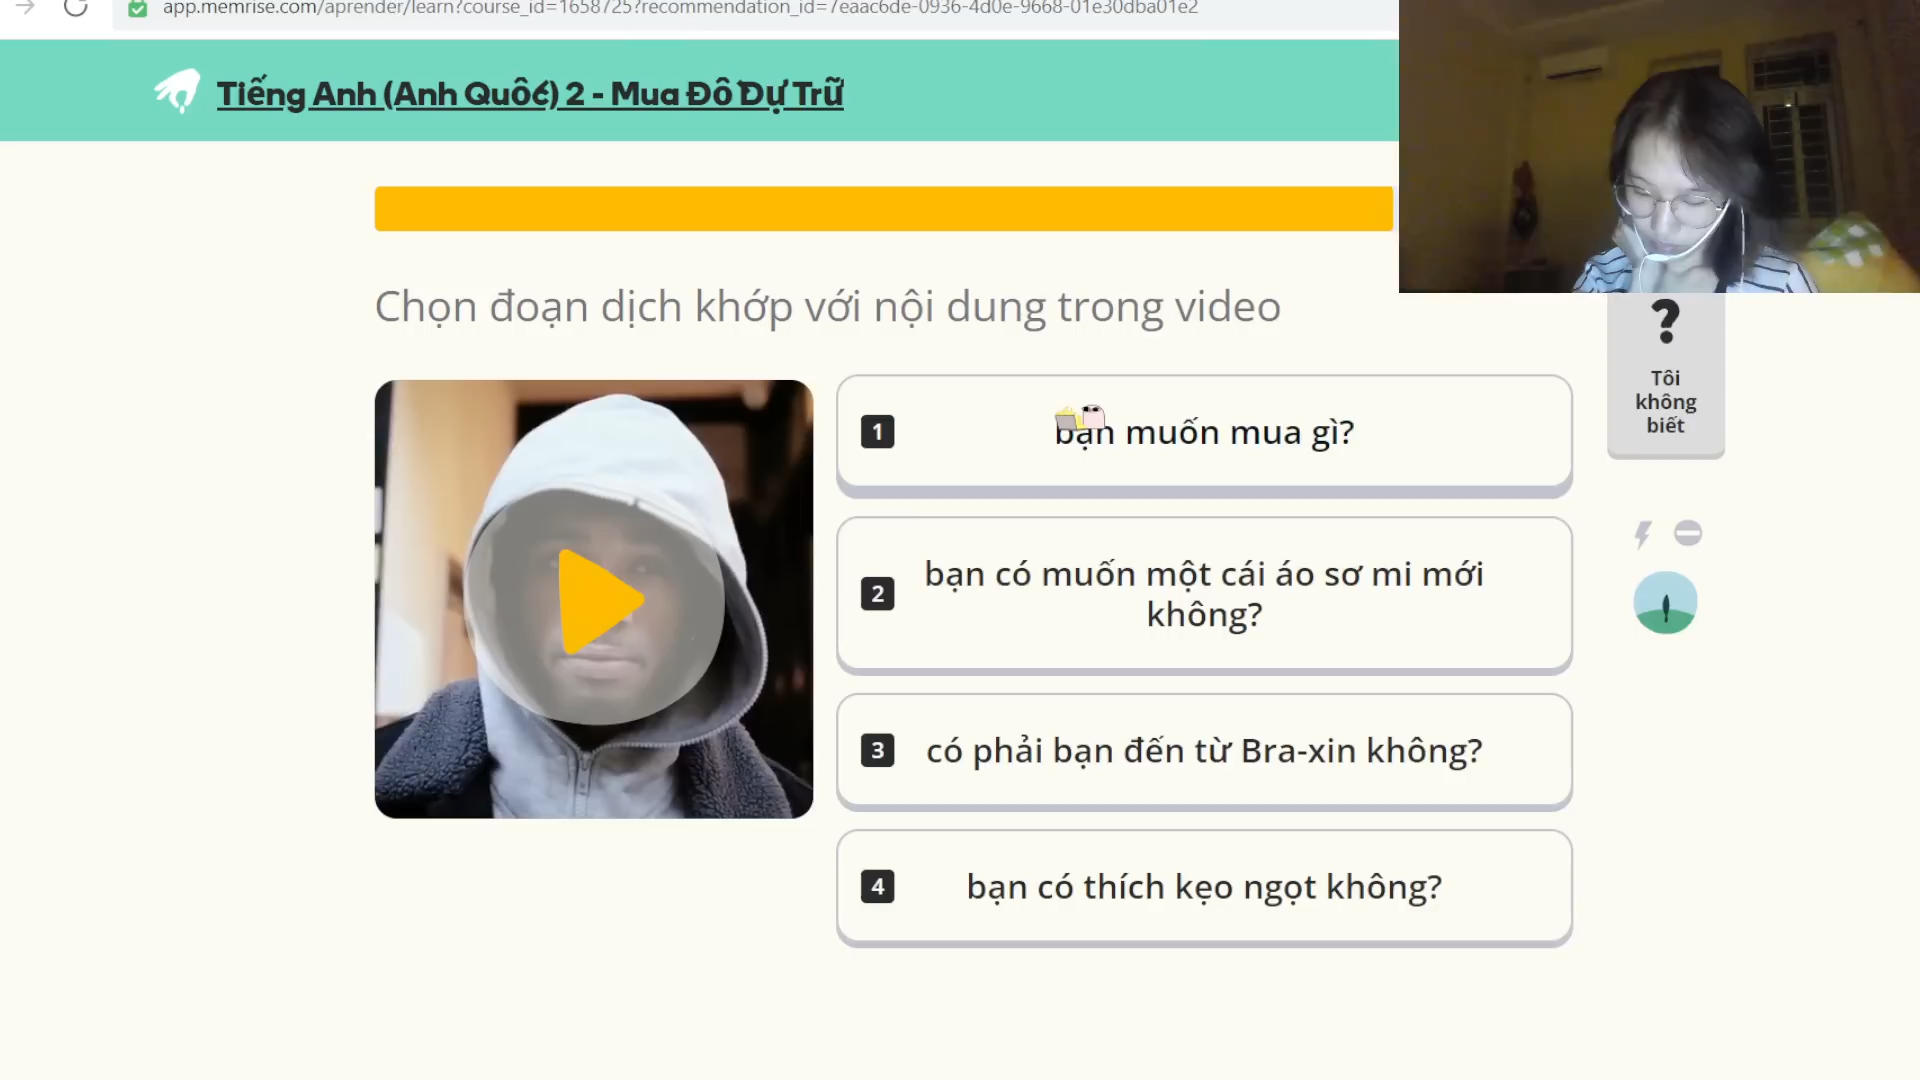 app.memrise.com/aprender/learn?course_id=1658725?recommendation_id=7eaac6de-0936-4d0e-9668-01e30dba01e2
Tiếng Anh (Anh Quốc) 2 - Mua Đồ Dự Trữ
Chọn đoạn dịch khớp với nội dung trong video
?
Tôi
không
biết
1 bạn muốn mua gì?
2 bạn có muốn một cái áo sơ mi mới
không?
3 có phải bạn đến từ Bra-xin không?
4 bạn có thích kẹo ngọt không?